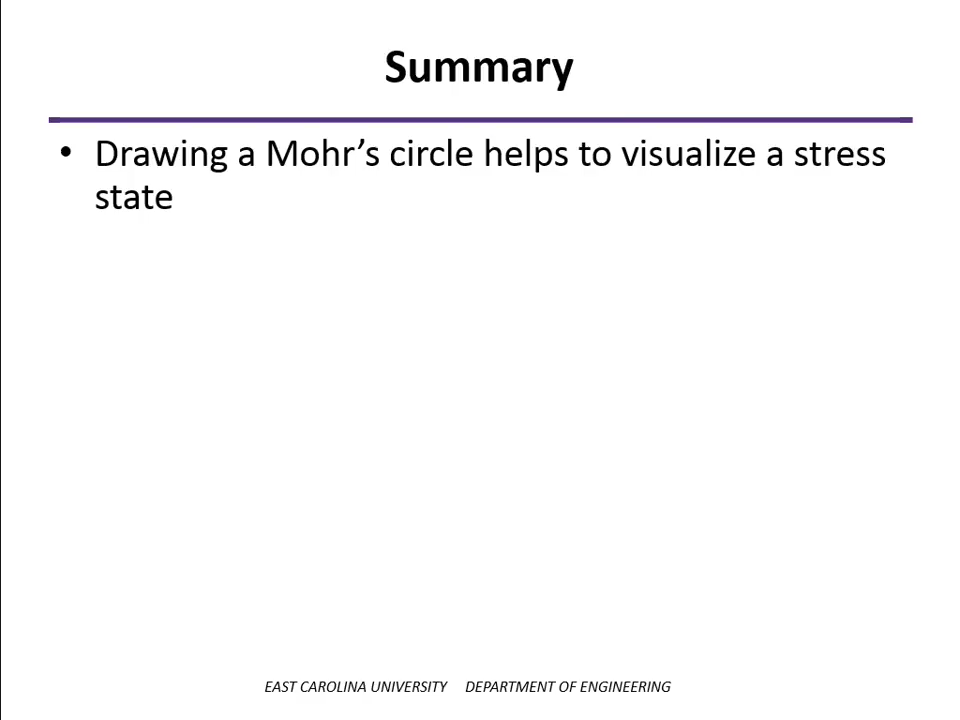 Summary
• Drawing a Mohr’s circle helps to visualize a stress
state
EAST CAROLINA UNIVERSITY DEPARTMENT OF ENGINEERING